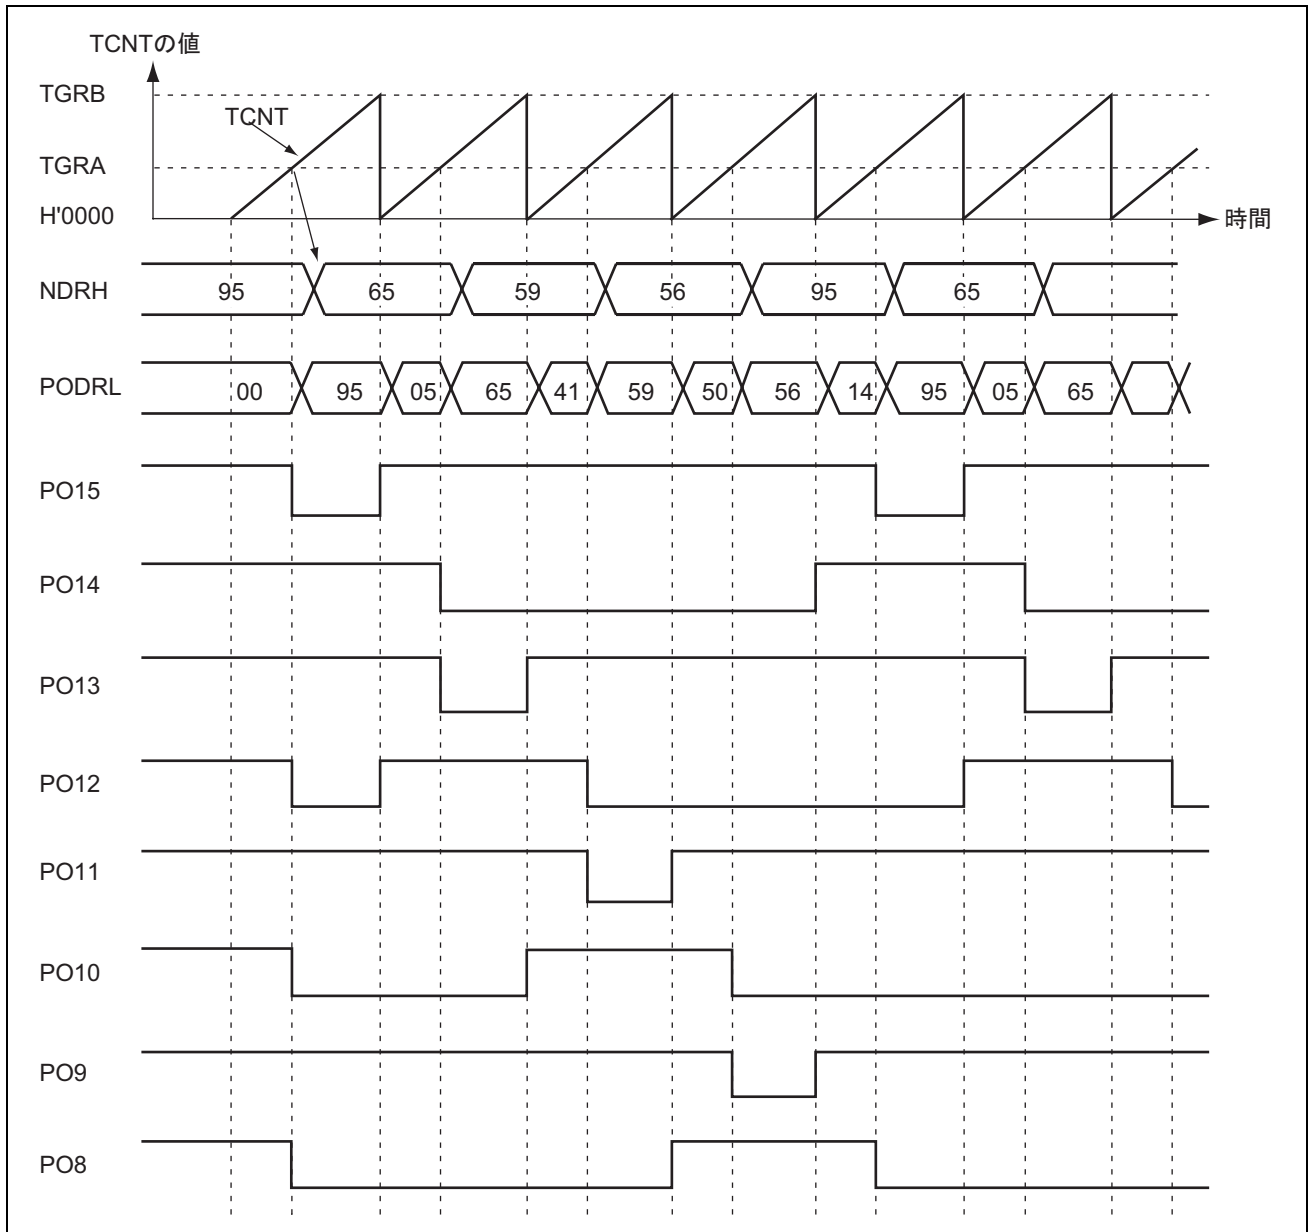 TCNTの値
TGRB
TCNT
TGRA
H'0000
時間
NDRH 95 65 59 56 95 65
PODRL 00 95 05 65 41 59 50 56 14 95 05 65
PO15
PO14
PO13
PO12
PO11
PO10
PO9
PO8